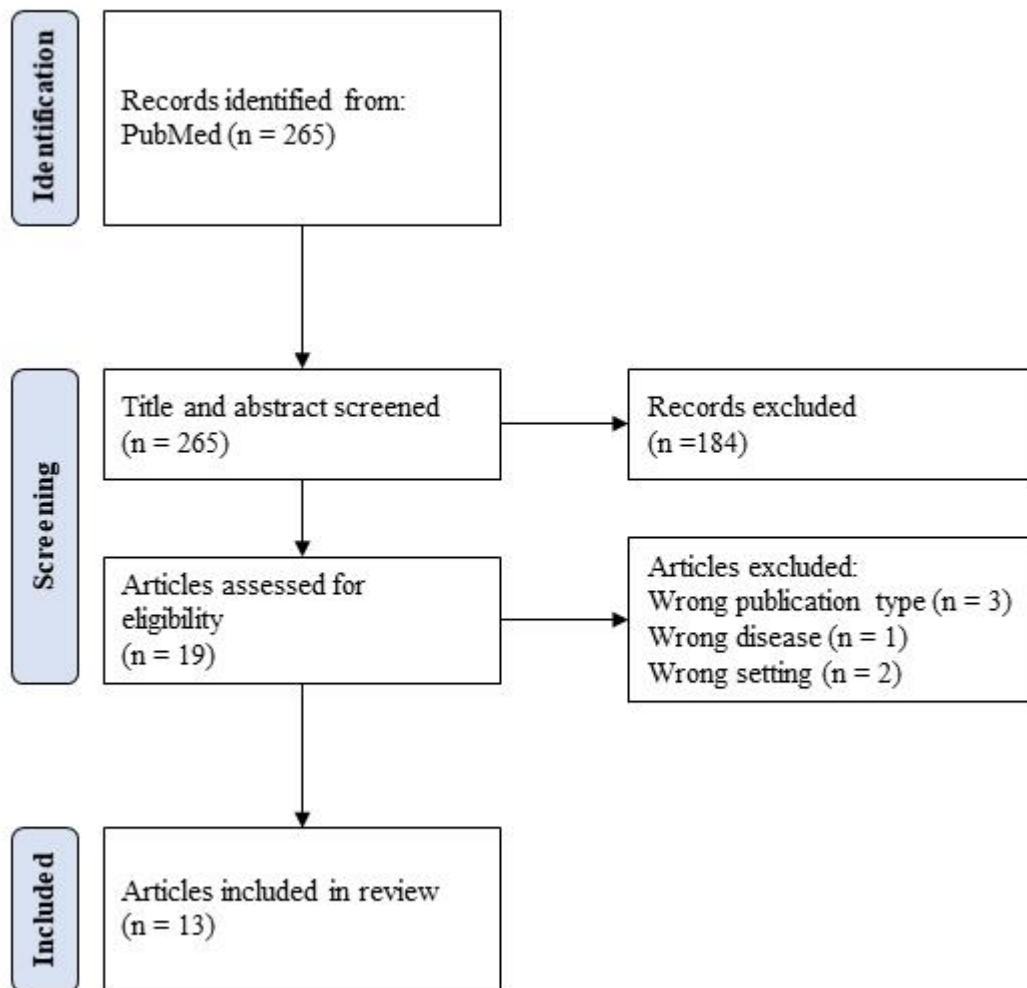 Identification
Records identified from:
PubMed (n = 265)
Screening
Title and abstract screened
(n = 265)
Records excluded
(n =184)
Articles assessed for
eligibility
(n = 19)
Articles excluded:
Wrong publication type (n = 3)
Wrong disease (n = 1)
Wrong setting (n = 2)
Included
Articles included in review
(n = 13)